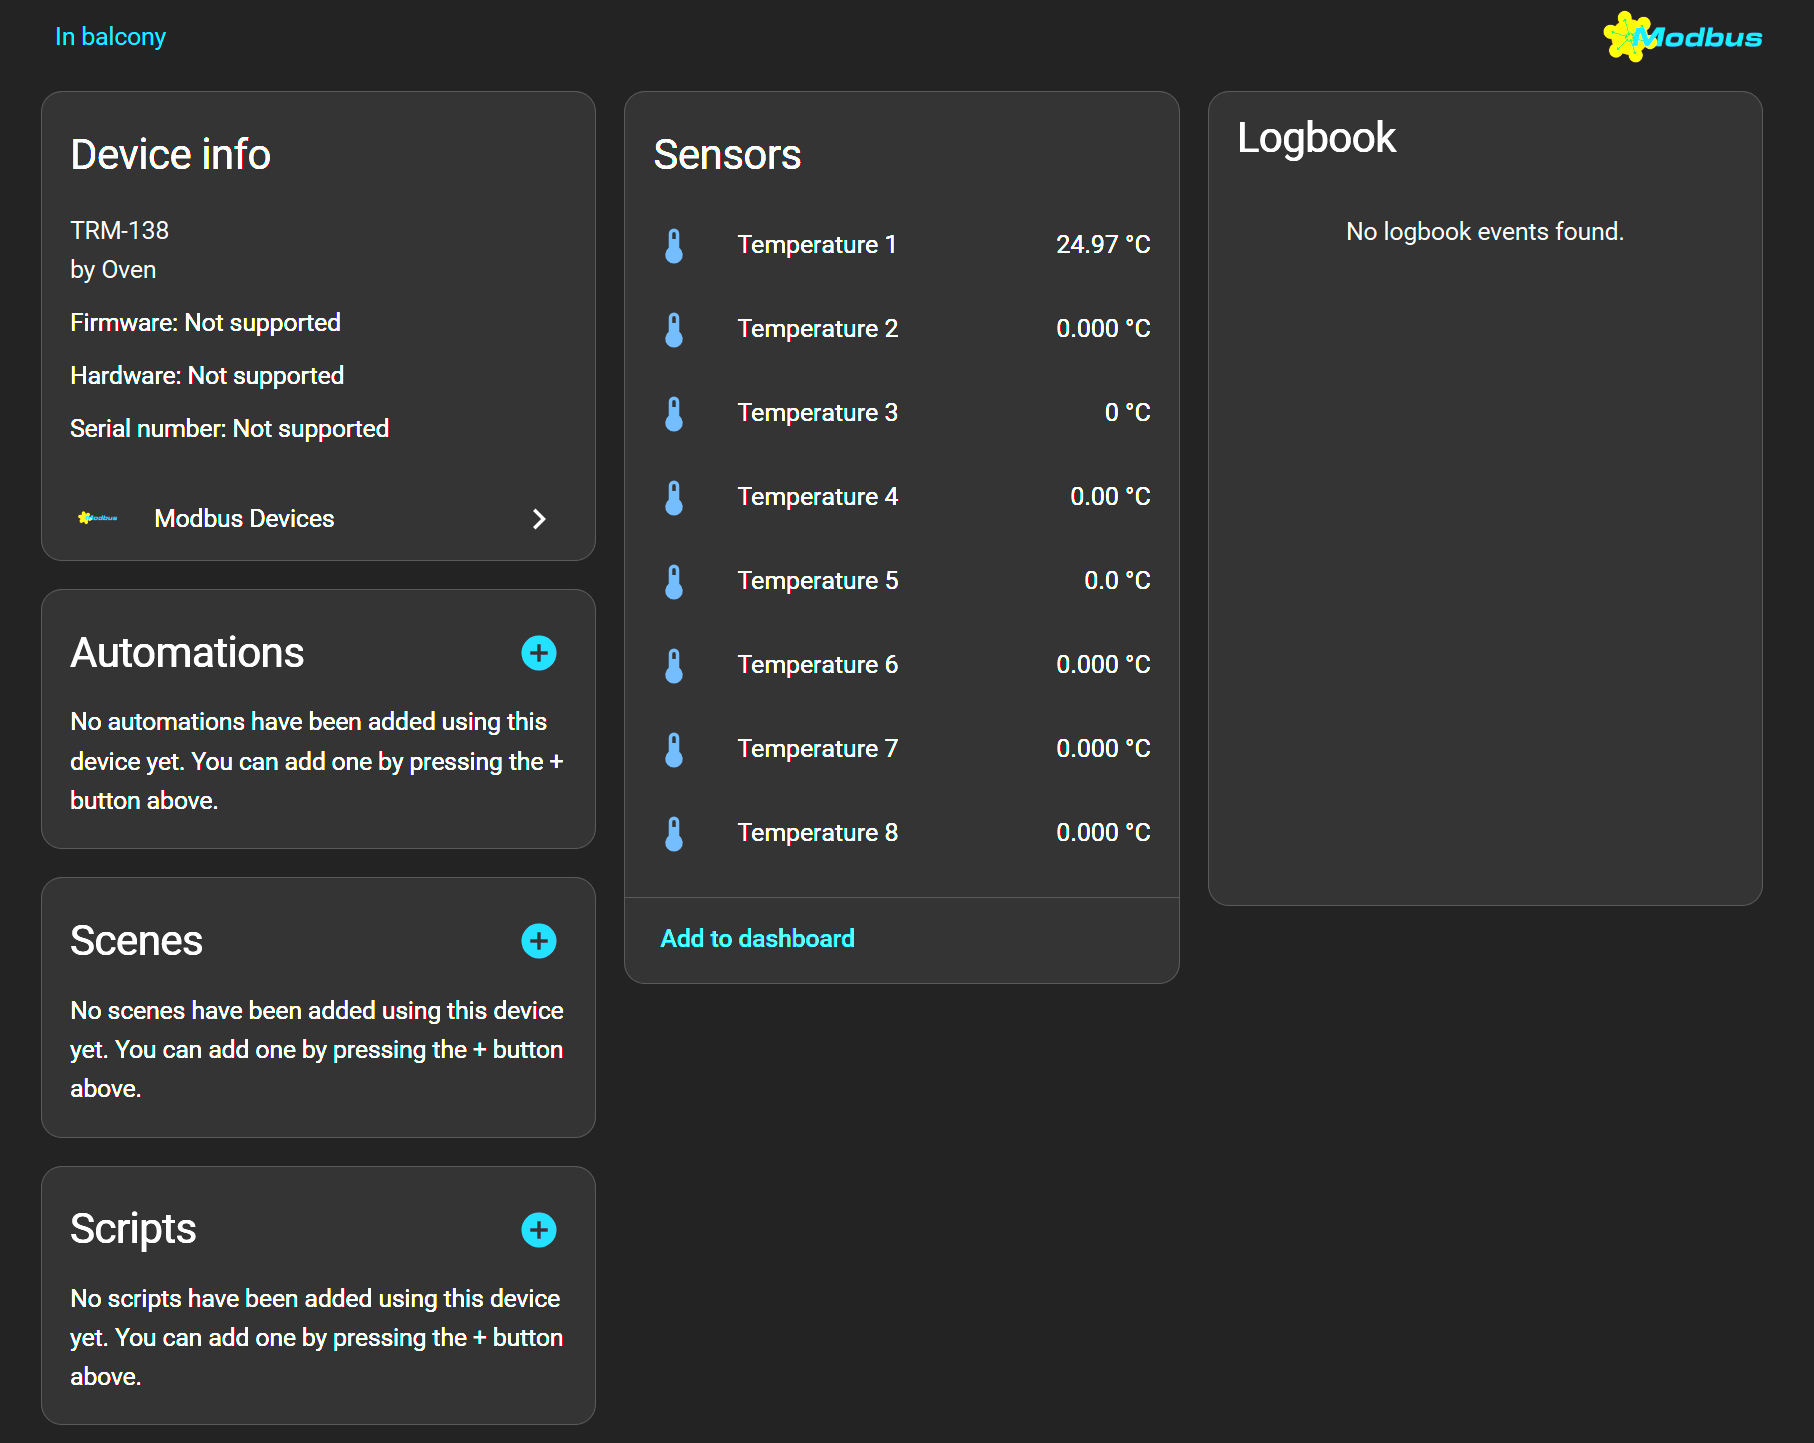 In balcony
Modbus
Device info
TRM-138
by Oven
Firmware: Not supported
Hardware: Not supported
Serial number: Not supported
Modbus
Modbus Devices
Automations
No automations have been added using this
device yet. You can add one by pressing the +
button above.
Scenes
No scenes have been added using this device
yet. You can add one by pressing the + button
above.
Scripts
No scripts have been added using this device
yet. You can add one by pressing the + button
above.
Sensors
Temperature 1 24.97 °C
Temperature 2 0.000 °C
Temperature 3 0 °C
Temperature 4 0.00 °C
Temperature 5 0.0 °C
Temperature 6 0.000 °C
Temperature 7 0.000 °C
Temperature 8 0.000 °C
Add to dashboard
Logbook
No logbook events found.